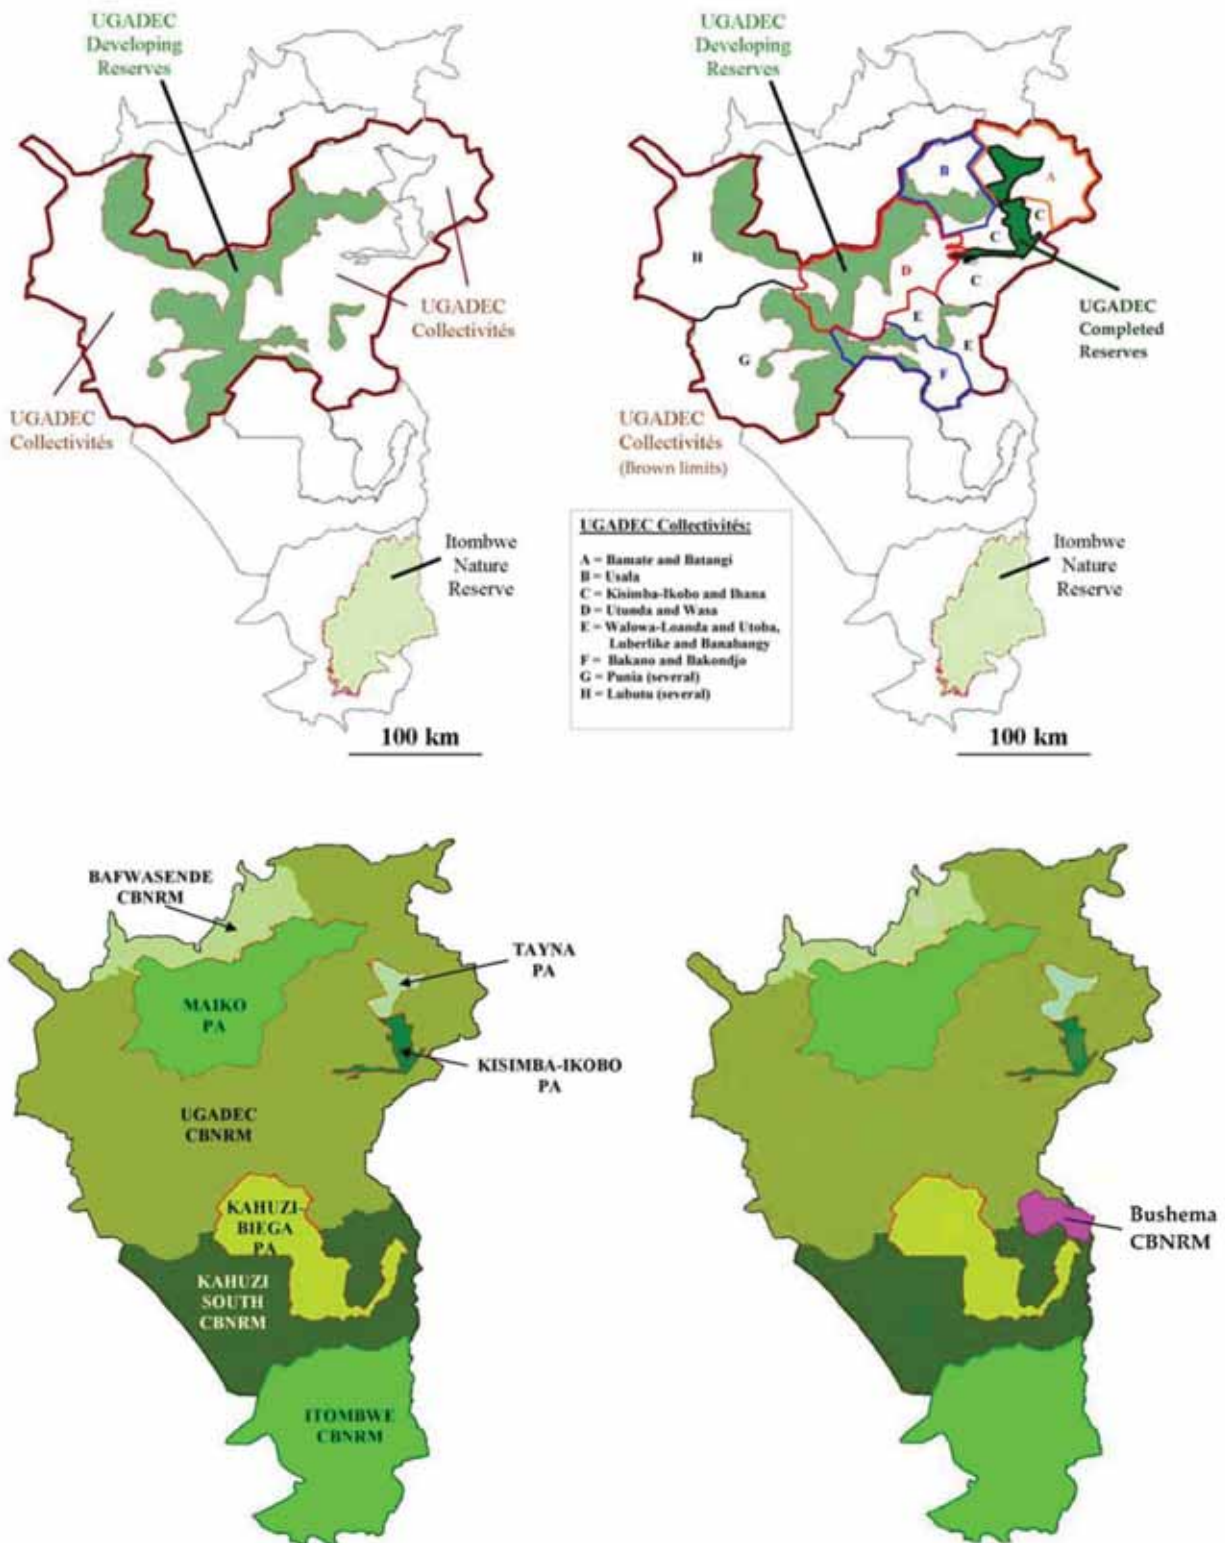 UGADEC
Developing
Reserves
UGADEC
Collectivités
UGADEC
Collectivités
Itombwe
Nature
Reserve
100 km
UGADEC
Developing
Reserves
B
A
C
C
H
D
C
E
E
G
F
UGADEC
Completed
Reserves
UGADEC
Collectivités
(Brown limits)
UGADEC Collectivités:
A = Bamate and Batangi
B = Usala
C = Kisimba-Ikobo and Ihana
D = Utunda and Wasa
E = Walowa-Loanda and Utoba,
Luberlike and Banabangy
F = Bakano and Bakondjo
G = Punia (several)
H = Lubutu (several)
Itombwe
Nature
Reserve
100 km
BAFWASENDE
CBNRM
TAYNA
PA
MAIKO
PA
KISIMBA-IKOBO
PA
UGADEC
CBNRM
KAHUZI-
BIEGA
PA
KAHUZI
SOUTH
CBNRM
ITOMBWE
CBNRM
Bushema
CBNRM